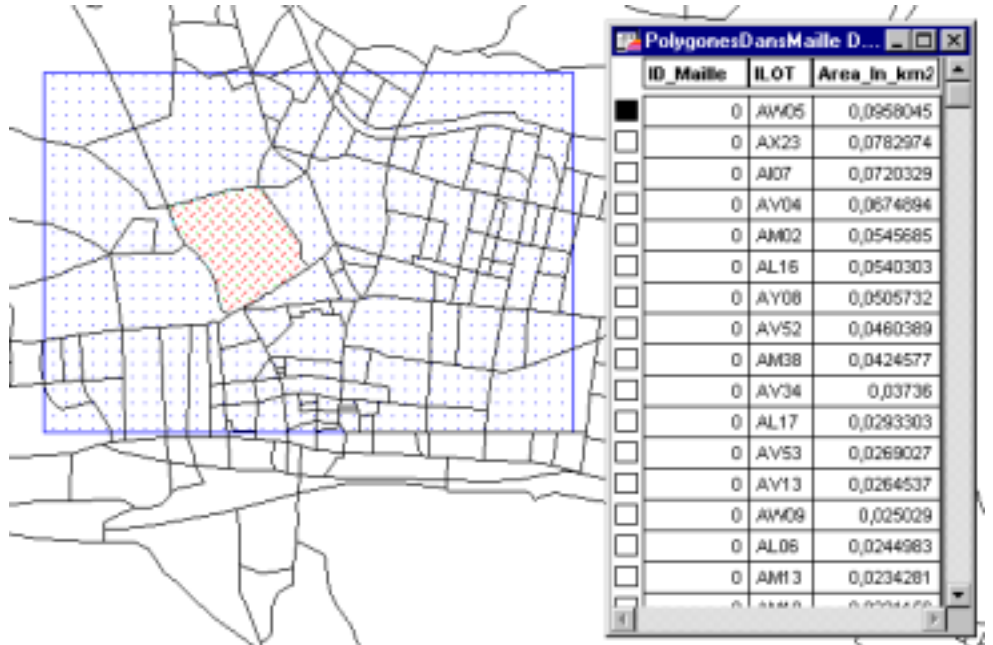 PolygonesDansMaille D...
ID_Maille ILOT Area_In_km2
0 AW05 0,0958045
0 AX23 0,0782974
0 AI07 0,0720329
0 AV04 0,0674894
0 AM02 0,0545685
0 AL16 0,0540303
0 AY08 0,0505732
0 AV52 0,0460389
0 AM38 0,0424577
0 AV34 0,03736
0 AL17 0,0293303
0 AV53 0,0269027
0 AV13 0,0264537
0 AW09 0,025029
0 AL06 0,0244983
0 AM13 0,0234281